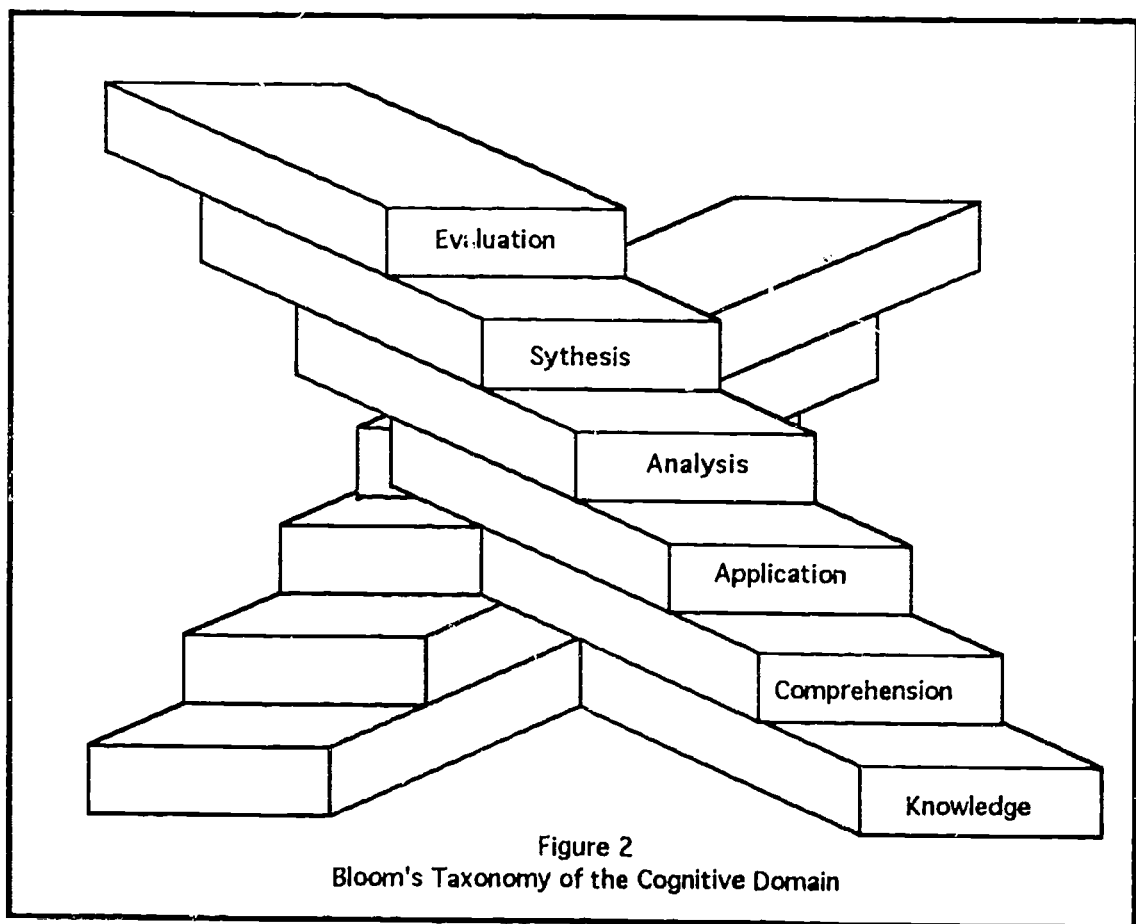 Evaluation
Sythesis
Analysis
Application
Comprehension
Knowledge
Figure 2
Bloom's Taxonomy of the Cognitive Domain